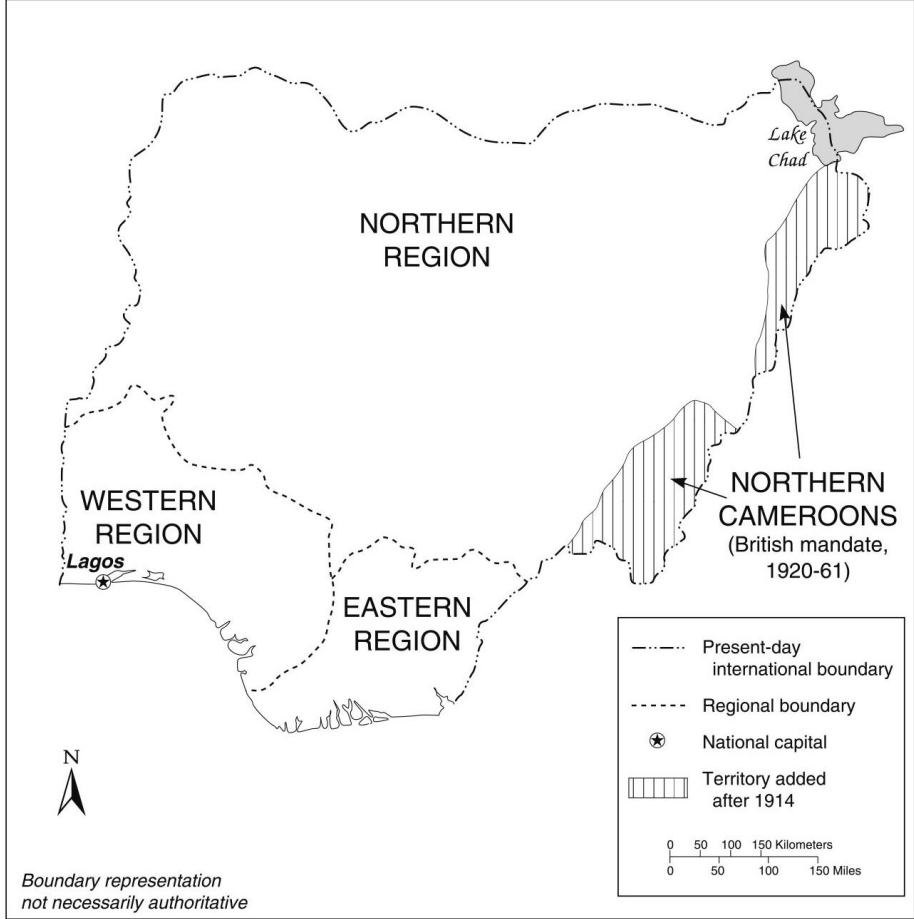 Lake
Chad
NORTHERN
REGION
WESTERN
REGION
Lagos
EASTERN
REGION
NORTHERN
CAMEROONS
(British mandate,
1920-61)
Present-day
international boundary
Regional boundary
National capital
Territory added
after 1914
0 50 100 150 Kilometers
0 50 100 150 Miles
N
Boundary representation
not necessarily authoritative